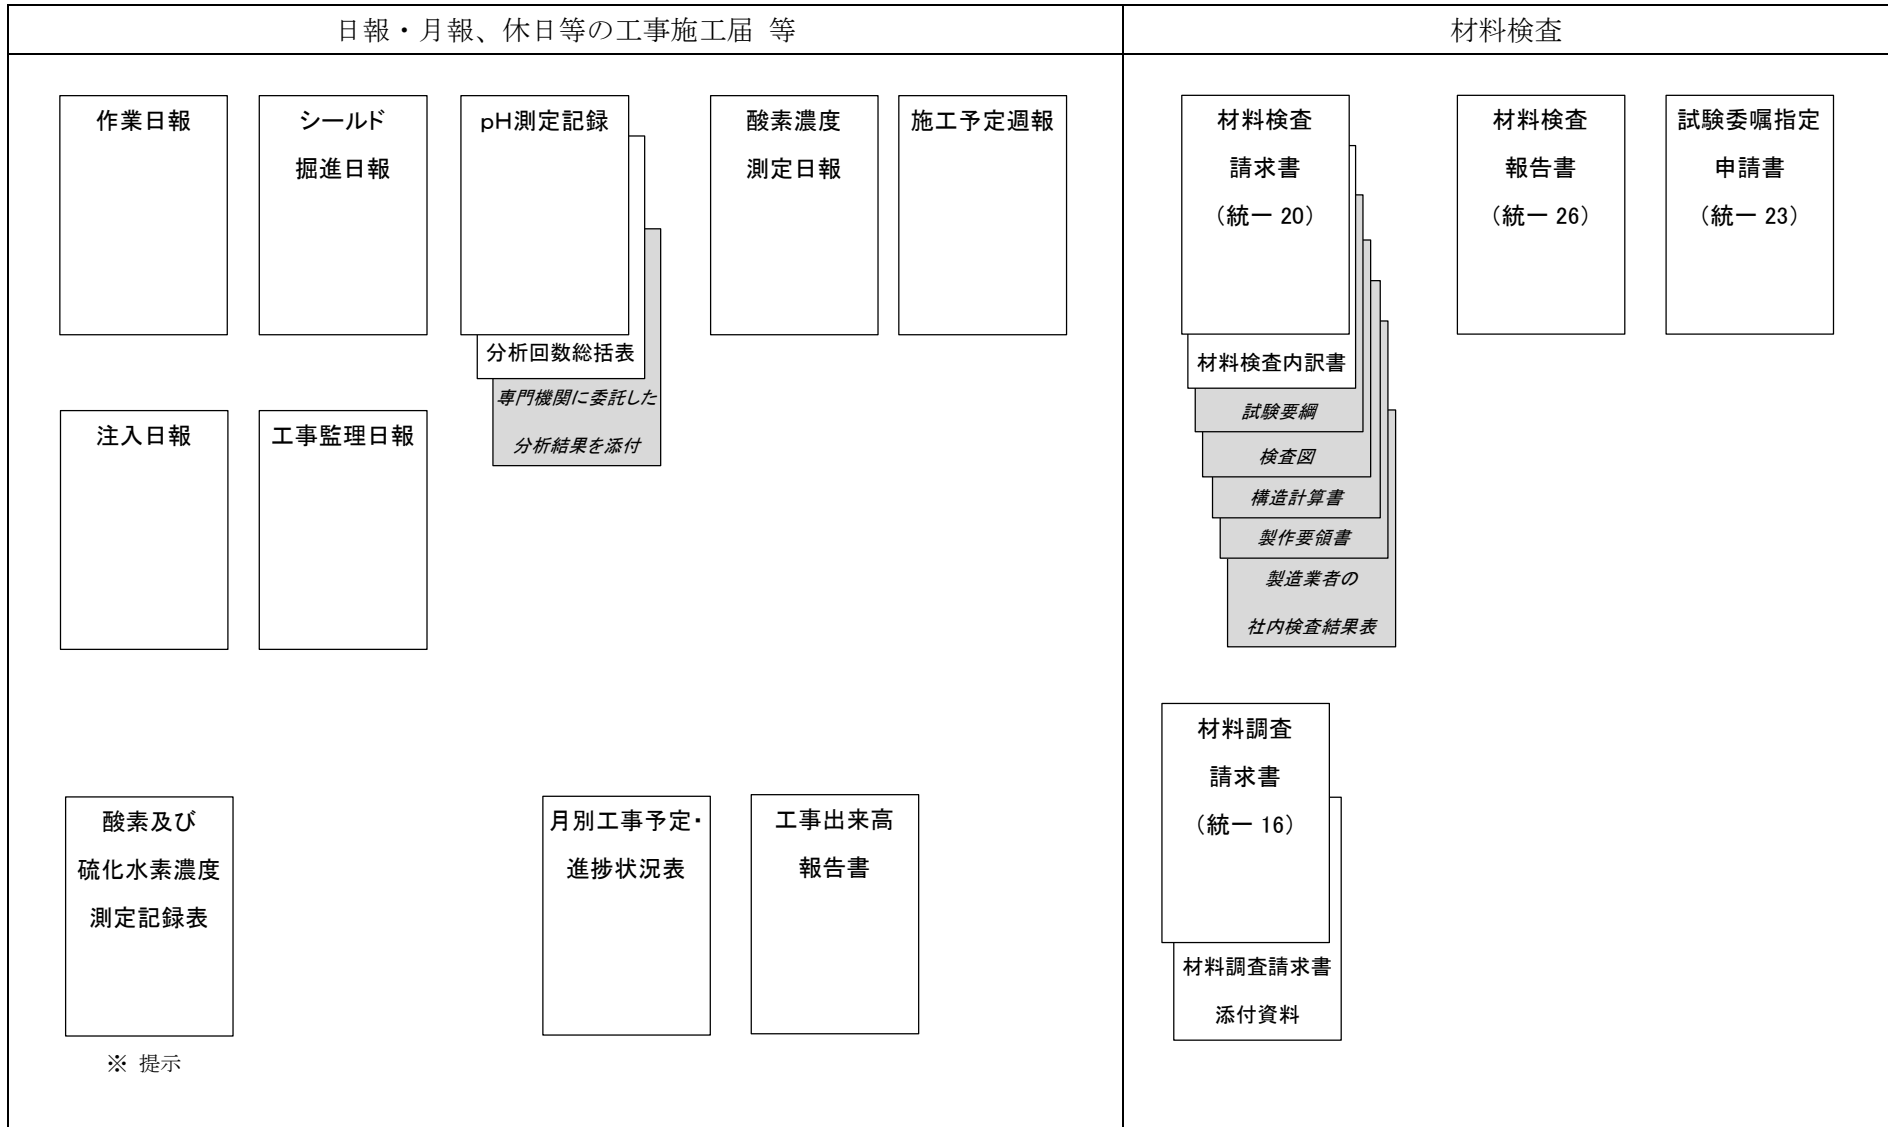 日報・月報、休日等の工事施工届 等
材料検査
作業日報
シールド
掘進日報
pH測定記録
分析回数総括表
専門機関に委託した
分析結果を添付
酸素濃度
測定日報
施工予定週報
注入日報
工事監理日報
酸素及び
硫化水素濃度
測定記録表
※ 提示
月別工事予定・
進捗状況表
工事出来高
報告書
材料検査
請求書
（統一 20）
材料検査内訳書
試験要綱
検査図
構造計算書
製作要領書
製造業者の
社内検査結果表
材料検査
報告書
（統一 26）
試験委嘱指定
申請書
（統一 23）
材料調査
請求書
（統一 16）
材料調査請求書
添付資料